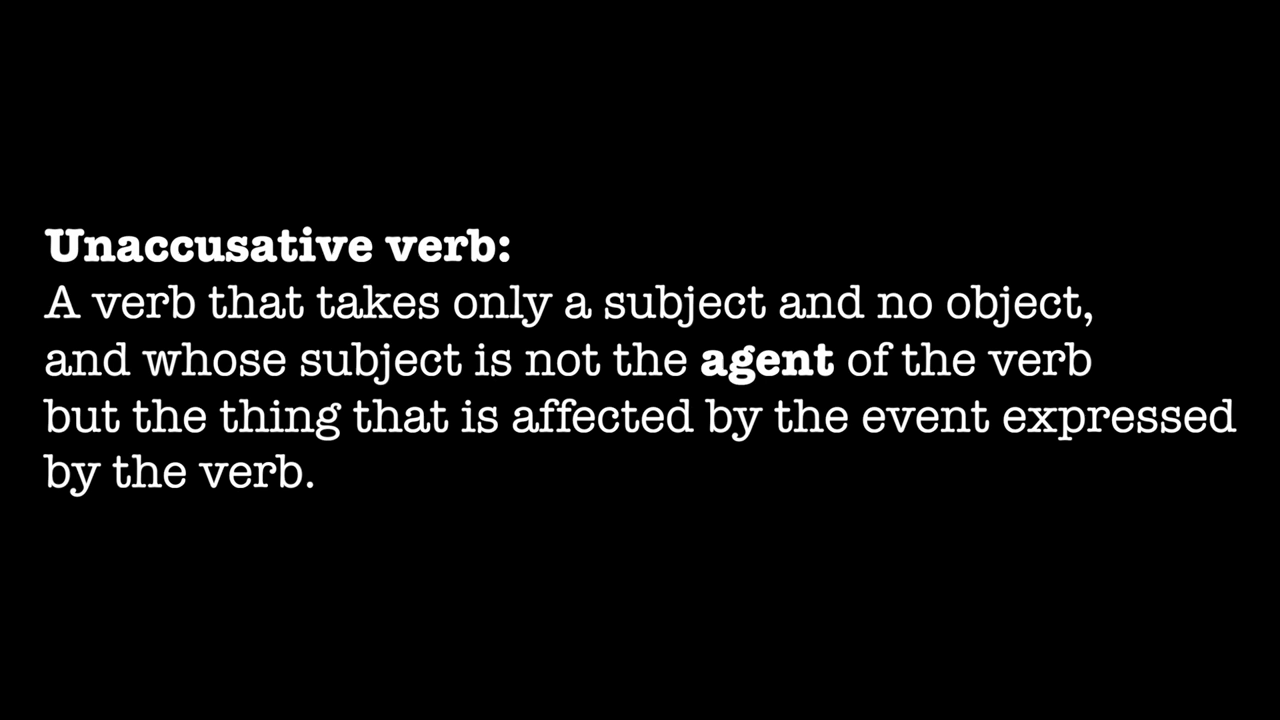 Unaccusative verb:
A verb that takes only a subject and no object,
and whose subject is not the agent of the verb
but the thing that is affected by the event expressed
by the verb.